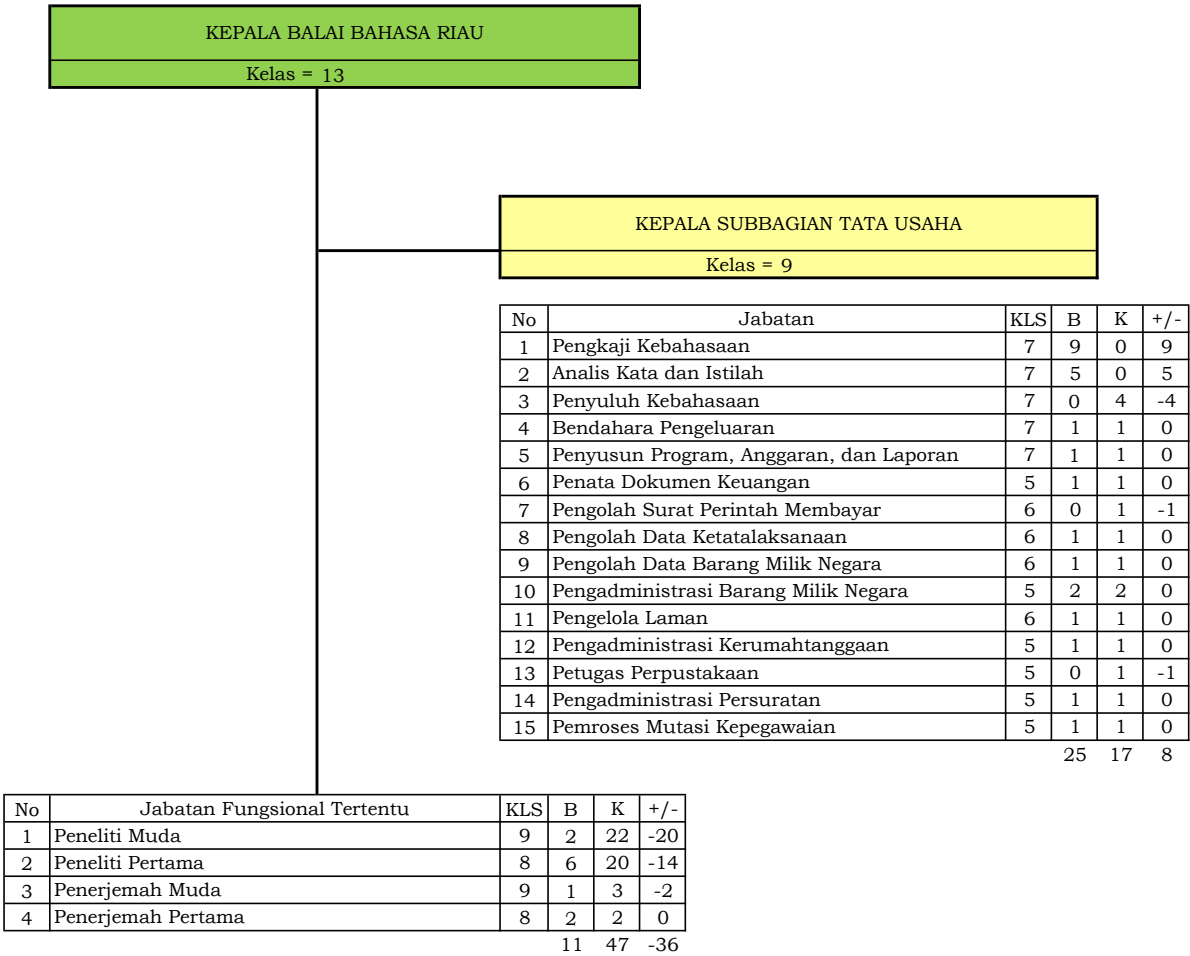 KEPALA BALAI BAHASA RIAU
Kelas = 13
KEPALA SUBBAGIAN TATA USAHA
Kelas = 9
No Jabatan KLS B K +/-
1 Pengkaji Kebahasaan 7 9 0 9
2 Analis Kata dan Istilah 7 5 0 5
3 Penyuluh Kebahasaan 7 0 4 -4
4 Bendahara Pengeluaran 7 1 1 0
5 Penyusun Program, Anggaran, dan Laporan 7 1 1 0
6 Penata Dokumen Keuangan 5 1 1 0
7 Pengolah Surat Perintah Membayar 6 0 1 -1
8 Pengolah Data Ketatalaksanaan 6 1 1 0
9 Pengolah Data Barang Milik Negara 6 1 1 0
10 Pengadministrasi Barang Milik Negara 5 2 2 0
11 Pengelola Laman 6 1 1 0
12 Pengadministrasi Kerumahtanggaan 5 1 1 0
13 Petugas Perpustakaan 5 0 1 -1
14 Pengadministrasi Persuratan 5 1 1 0
15 Pemroses Mutasi Kepegawaian 5 1 1 0
25 17 8
No Jabatan Fungsional Tertentu KLS B K +/-
1 Peneliti Muda 9 2 22 -20
2 Peneliti Pertama 8 6 20 -14
3 Penerjemah Muda 9 1 3 -2
4 Penerjemah Pertama 8 2 2 0
11 47 -36